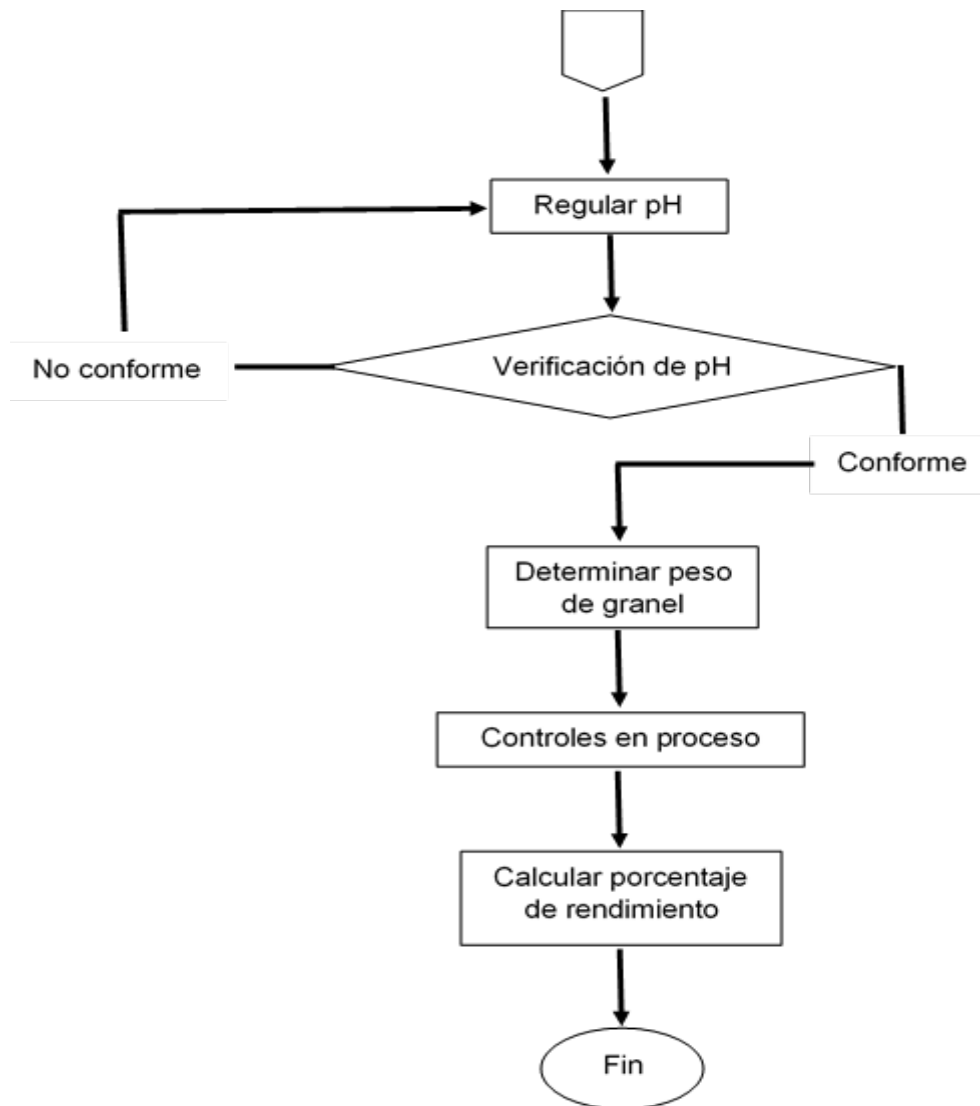 Regular pH
Verificación de pH
No conforme
Conforme
Determinar peso
de granel
Controles en proceso
Calcular porcentaje
de rendimiento
Fin